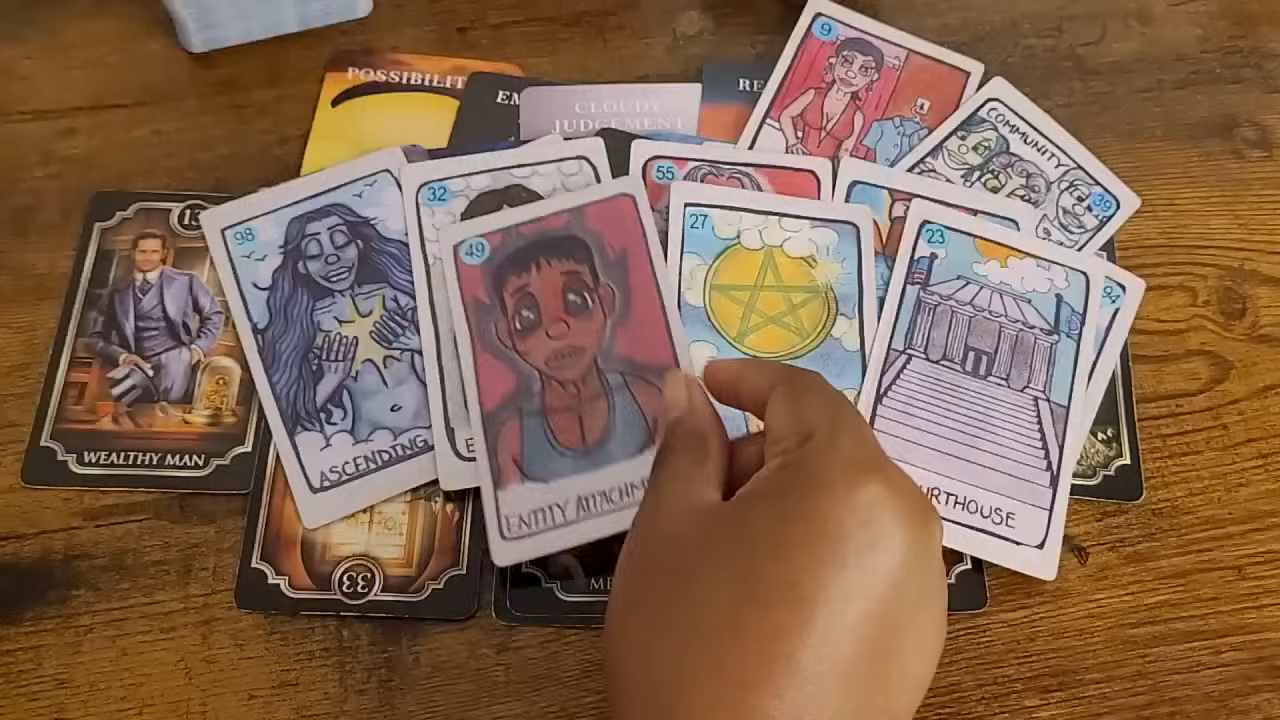 POSSIBILIT
EM
CLOUDY
JUDGEMENT
RE
9
COMMUNITY
39
13
WEALTHY MAN
98
ASCENDING
32
E
49
ENTITY ATTACHM
55
27
23
URTHOUSE
94
33
ME